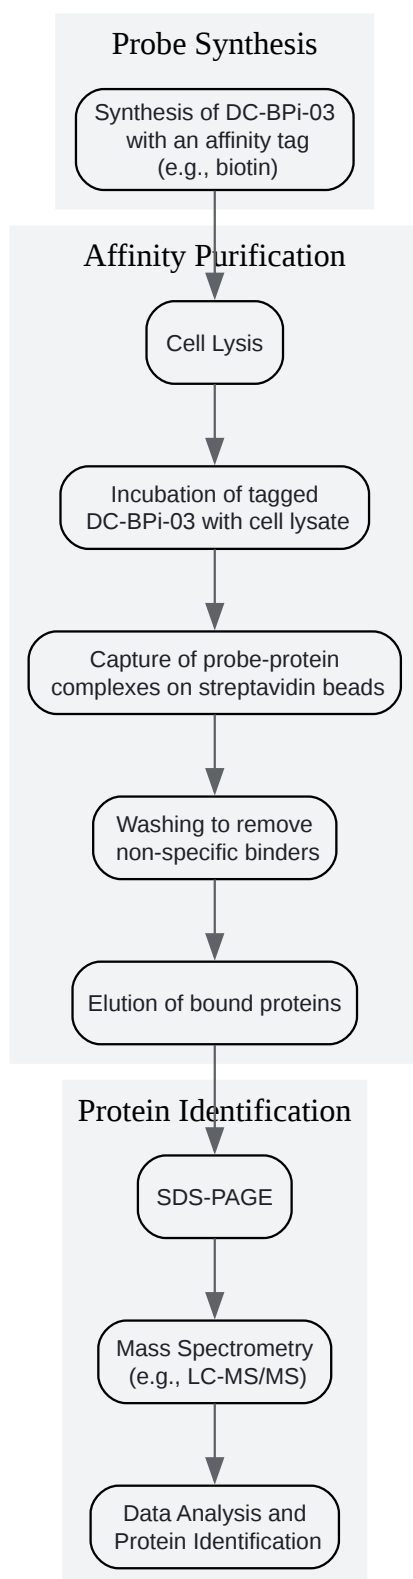 Probe Synthesis
Synthesis of DC-BPi-03
with an affinity tag
(e.g., biotin)
Affinity Purification
Cell Lysis
Incubation of tagged
DC-BPi-03 with cell lysate
Capture of probe-protein
complexes on streptavidin beads
Washing to remove
non-specific binders
Elution of bound proteins
Protein Identification
SDS-PAGE
Mass Spectrometry
(e.g., LC-MS/MS)
Data Analysis and
Protein Identification